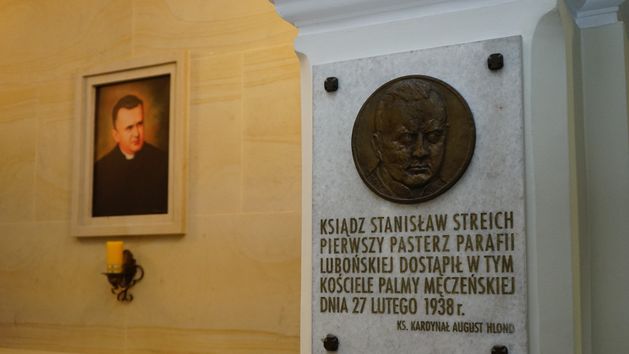 KSIĄDZ STANISŁAW STREICH
PIERWSZY PASTERZ PARAFII
LUBOŃSKIEJ DOSTĄPIŁ W TYM
KOŚCIELE PALMY MĘCZEŃSKIEJ
DNIA 27 LUTEGO 1938 r.
KS. KARDYNAŁ AUGUST HLOND